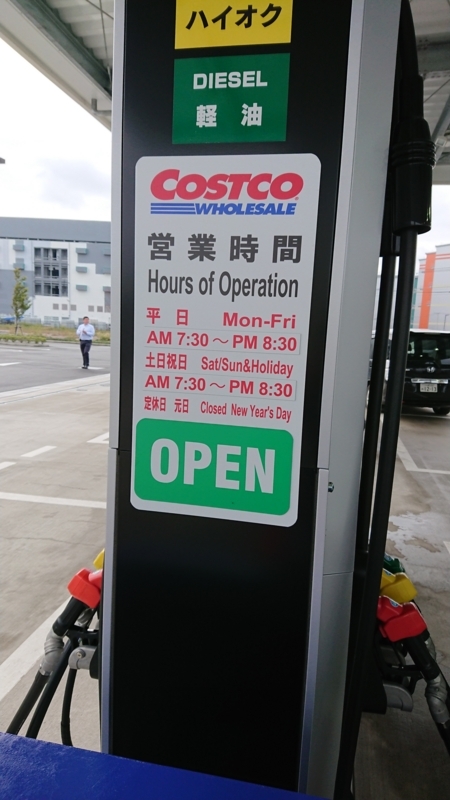 ハイオク
DIESEL
軽 油
COSTCO
WHOLESALE
営業時間
Hours of Operation
平 日 Mon-Fri
AM 7:30 〜 PM 8:30
土日祝日 Sat/Sun&Holiday
AM 7:30 〜 PM 8:30
定休日 元日 Closed New Year's Day
OPEN